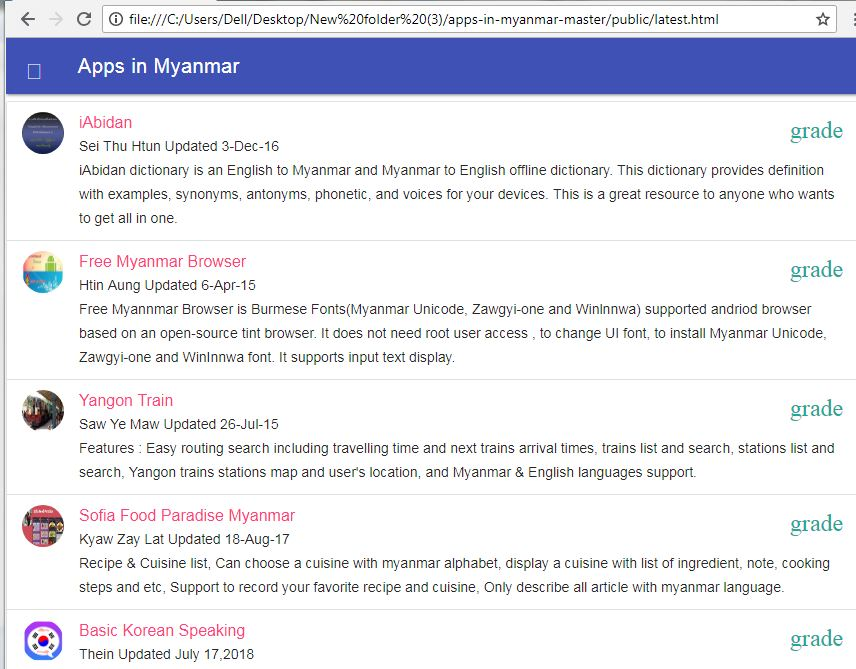 file:///C:/Users/Dell/Desktop/New%20folder%20(3)/apps-in-myanmar-master/public/latest.html
Apps in Myanmar
iAbidan
grade
Sei Thu Htun Updated 3-Dec-16
iAbidan dictionary is an English to Myanmar and Myanmar to English offline dictionary. This dictionary provides definition
with examples, synonyms, antonyms, phonetic, and voices for your devices. This is a great resource to anyone who wants
to get all in one.
Free Myanmar Browser
grade
Htin Aung Updated 6-Apr-15
Free Myannmar Browser is Burmese Fonts(Myanmar Unicode, Zawgyi-one and WinInnwa) supported andriod browser
based on an open-source tint browser. It does not need root user access , to change UI font, to install Myanmar Unicode,
Zawgyi-one and WinInnwa font. It supports input text display.
Yangon Train
grade
Saw Ye Maw Updated 26-Jul-15
Features : Easy routing search including travelling time and next trains arrival times, trains list and search, stations list and
search, Yangon trains stations map and user's location, and Myanmar & English languages support.
Sofia Food Paradise Myanmar
grade
Kyaw Zay Lat Updated 18-Aug-17
Recipe & Cuisine list, Can choose a cuisine with myanmar alphabet, display a cuisine with list of ingredient, note, cooking
steps and etc, Support to record your favorite recipe and cuisine, Only describe all article with myanmar language.
Basic Korean Speaking
grade
Thein Updated July 17,2018